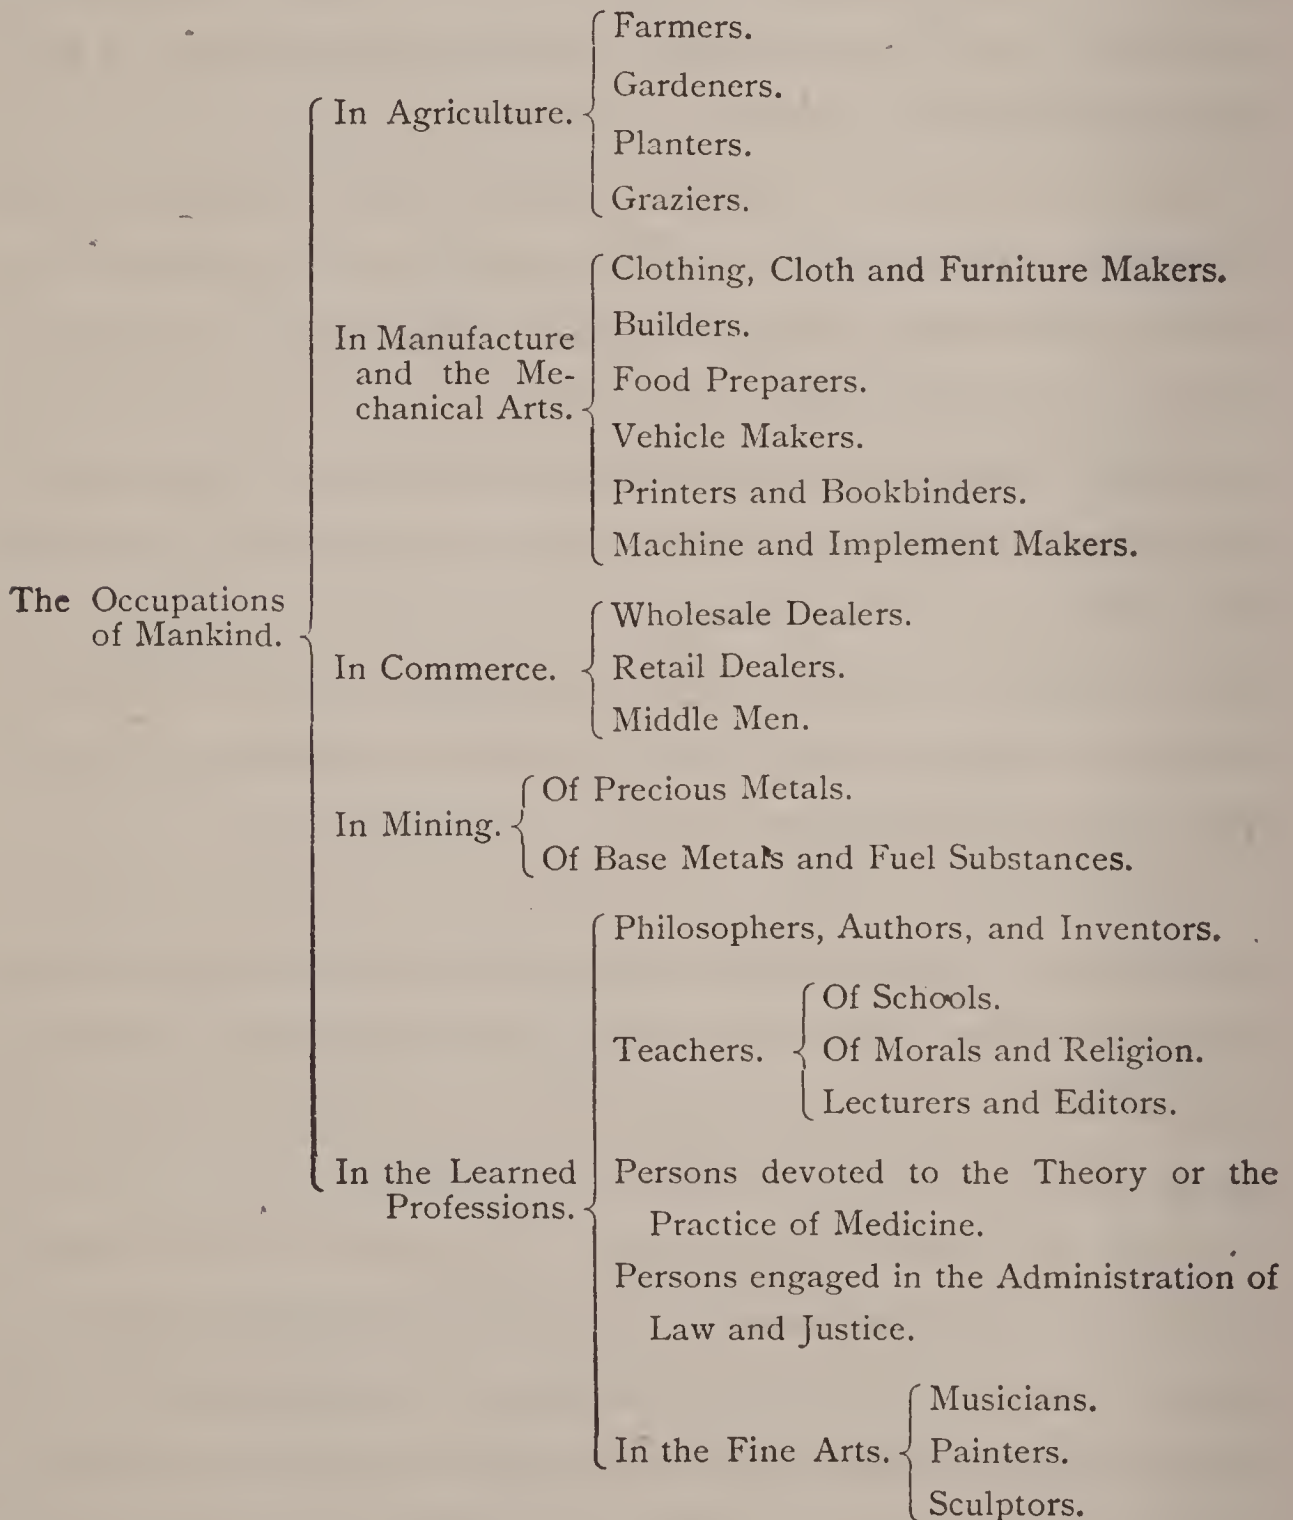 The Occupations
of Mankind.
In Agriculture.
Farmers.
Gardeners.
Planters.
Graziers.
In Manufacture
and the Me-
chanical Arts.
Clothing, Cloth and Furniture Makers.
Builders.
Food Preparers.
Vehicle Makers.
Printers and Bookbinders.
Machine and Implement Makers.
In Commerce.
Wholesale Dealers.
Retail Dealers.
Middle Men.
In Mining.
Of Precious Metals.
Of Base Metals and Fuel Substances.
In the Learned
Professions.
Philosophers, Authors, and Inventors.
Teachers.
Of Schools.
Of Morals and Religion.
Lecturers and Editors.
Persons devoted to the Theory or the
Practice of Medicine.
Persons engaged in the Administration of
Law and Justice.
In the Fine Arts.
Musicians.
Painters.
Sculptors.